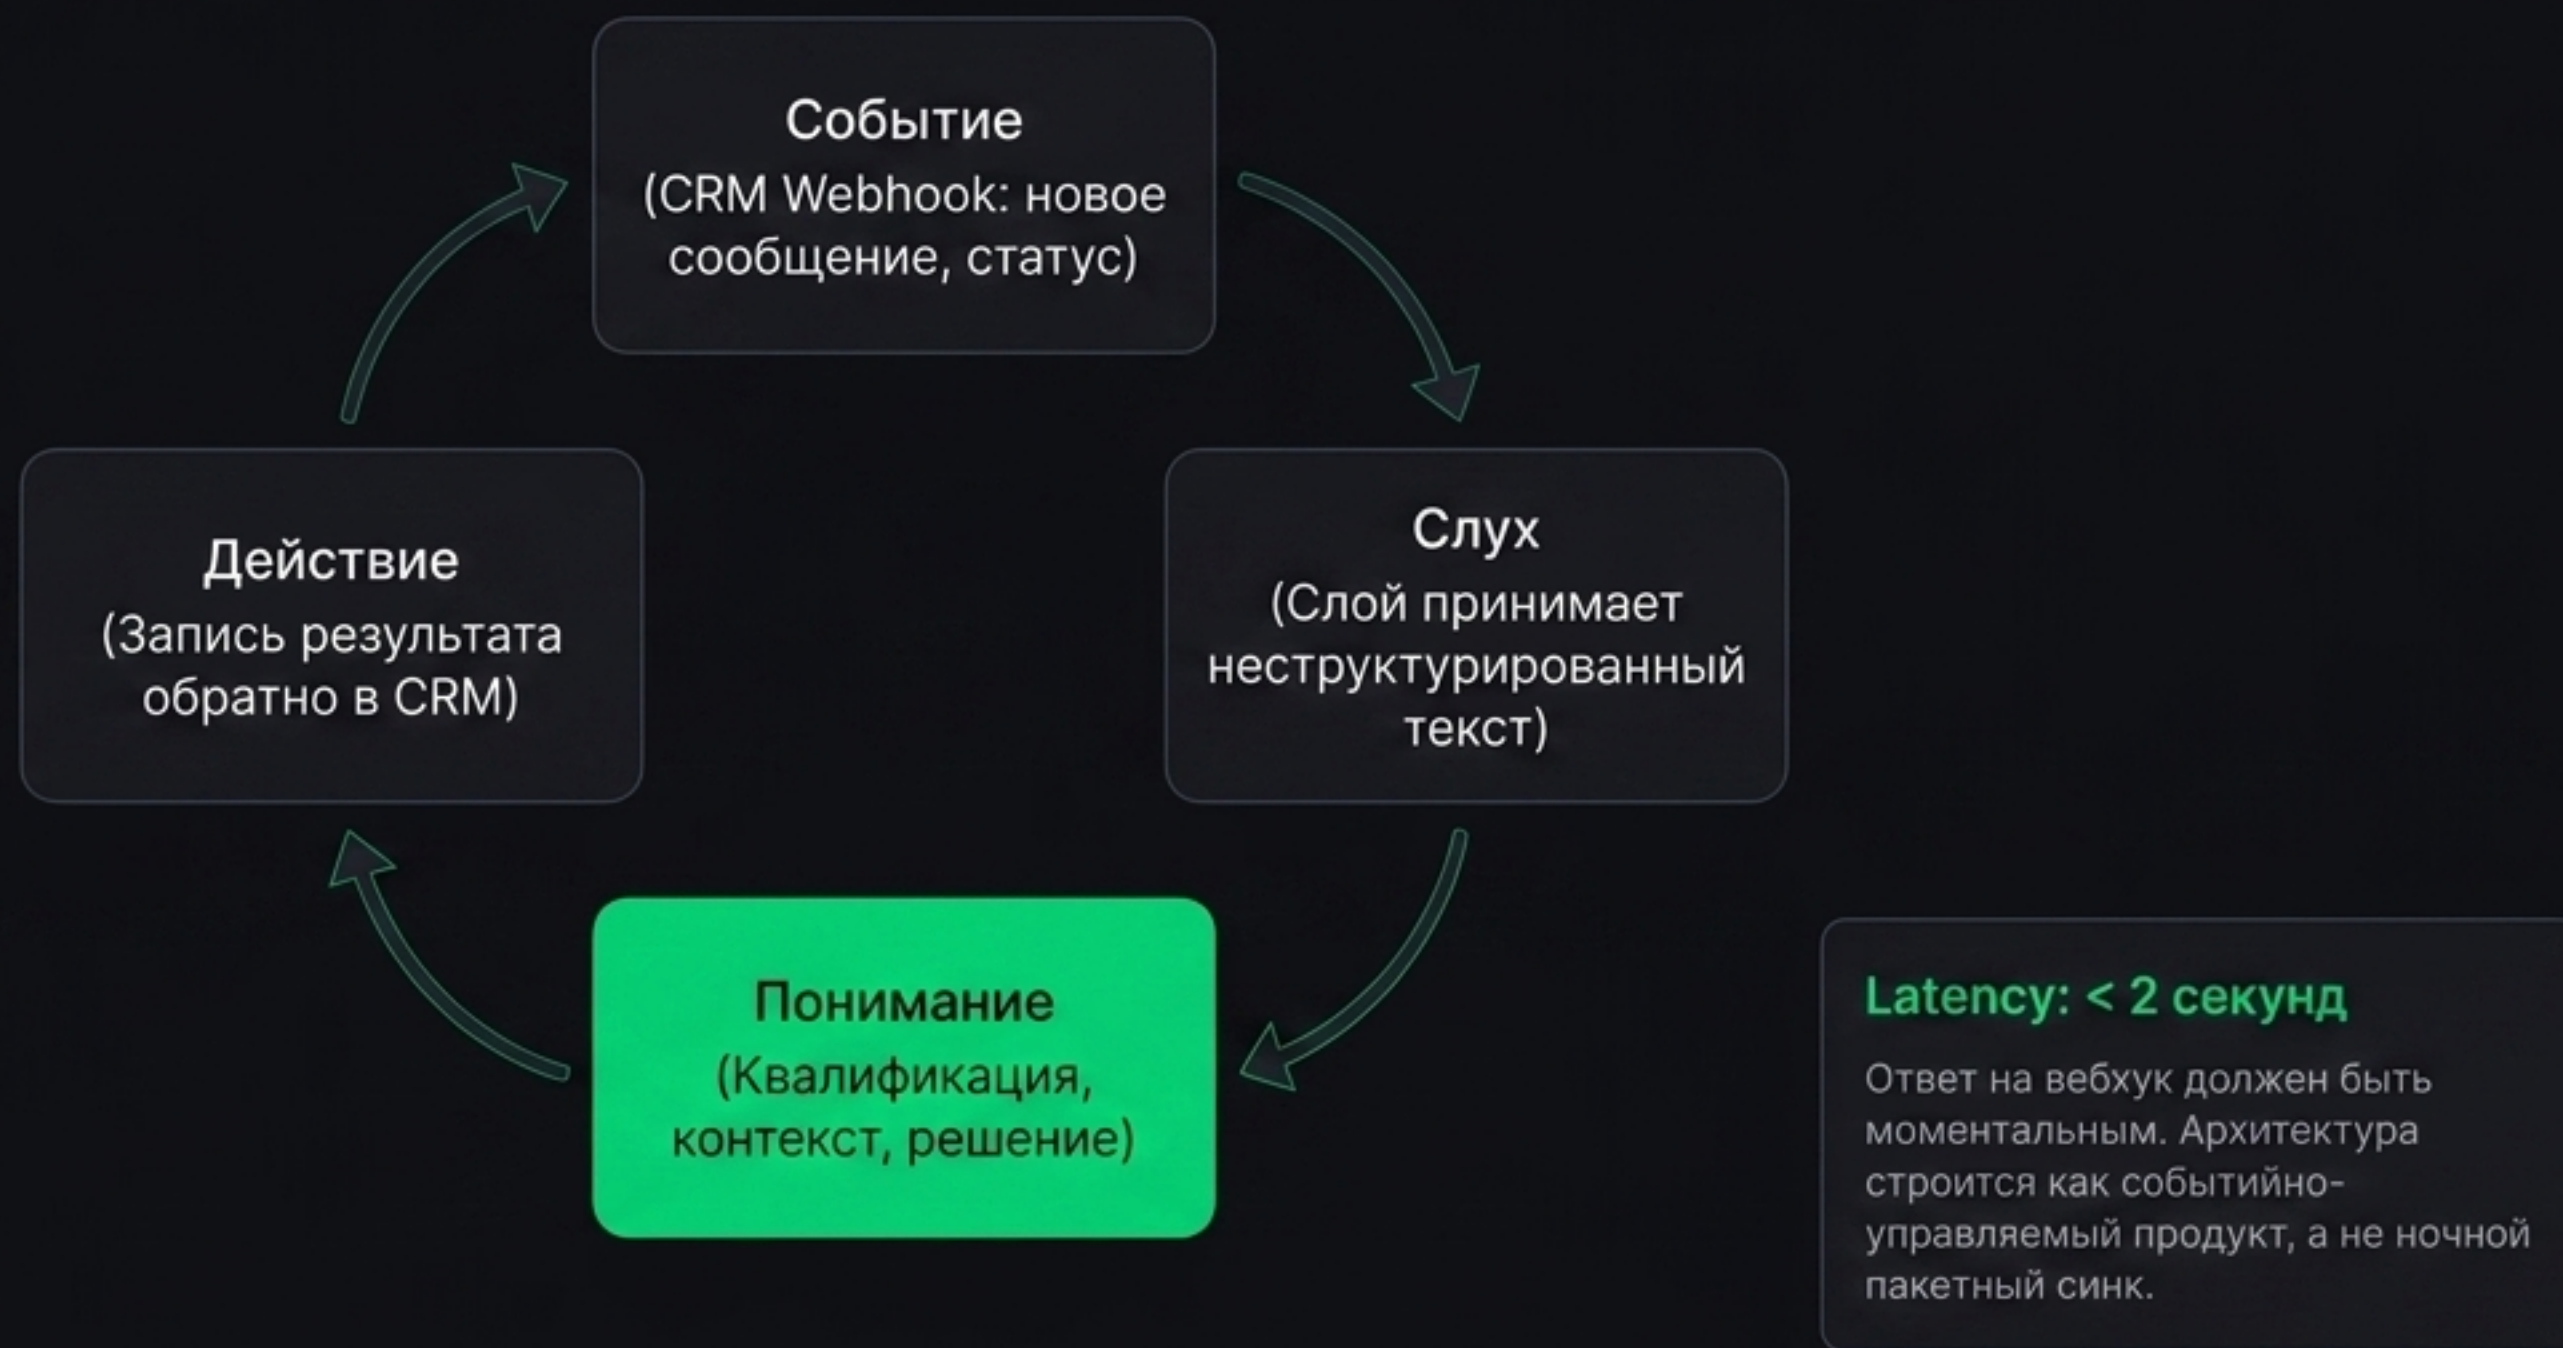 Событие
(CRM Webhook: новое
сообщение, статус)
Действие
(Запись результата
обратно в CRM)
Слух
(Слой принимает
неструктурированный
текст)
Понимание
(Квалификация,
контекст, решение)
Latency: < 2 секунд
Ответ на вебхук должен быть
моментальным. Архитектура
строится как событийно-
управляемый продукт, а не ночной
пакетный синк.